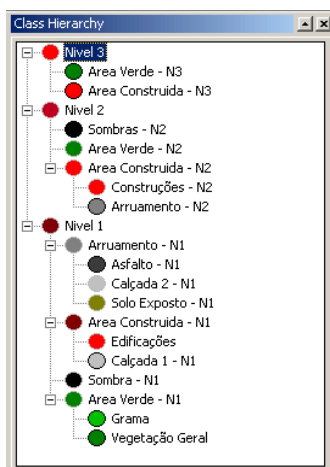 Class Hierarchy
Nivel 3
Area Verde - N3
Area Construida - N3
Nivel 2
Sombras - N2
Area Verde - N2
Area Construida - N2
Construções - N2
Arruamento - N2
Nivel 1
Arruamento - N1
Asfalto - N1
Calçada 2 - N1
Solo Exposto - N1
Area Construida - N1
Edificações
Calçada 1 - N1
Sombra - N1
Area Verde - N1
Grama
Vegetação Geral